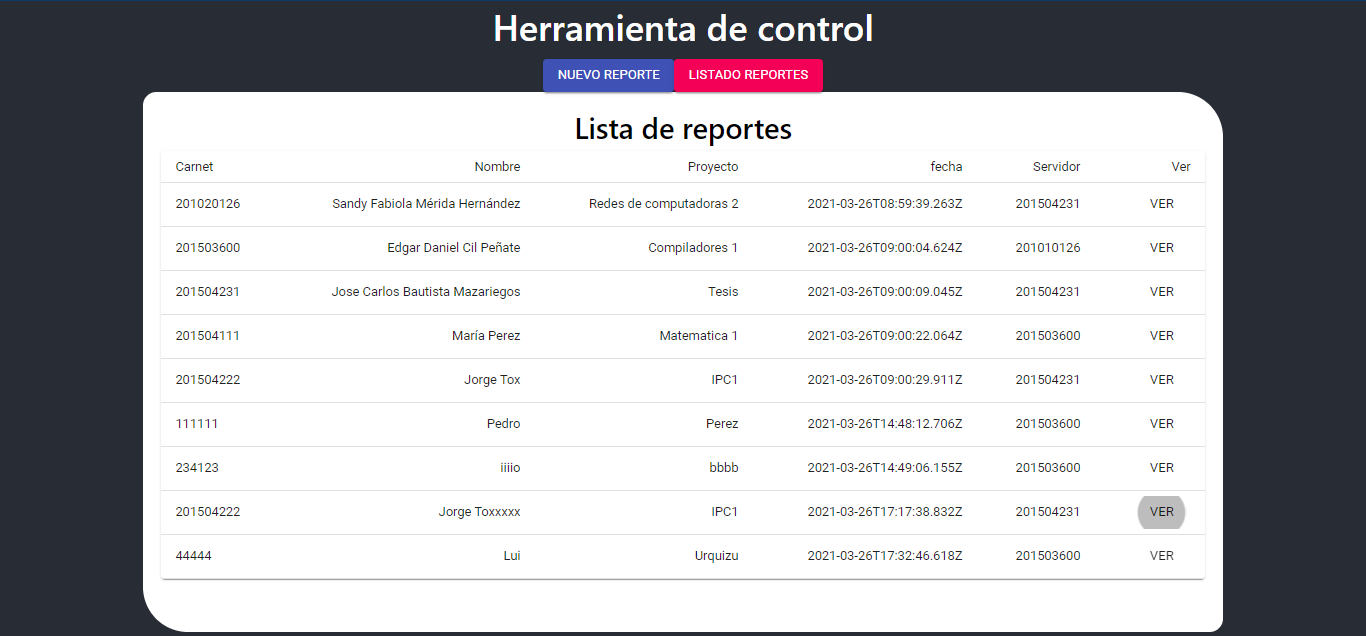 Herramienta de control
NUEVO REPORTE LISTADO REPORTES
Lista de reportes
Carnet Nombre Proyecto fecha Servidor Ver
201020126 Sandy Fabiola Mérida Hernández Redes de computadoras 2 2021-03-26T08:59:39.263Z 201504231 VER
201503600 Edgar Daniel Cil Peñate Compiladores 1 2021-03-26T09:00:04.624Z 201010126 VER
201504231 Jose Carlos Bautista Mazariegos Tesis 2021-03-26T09:00:09.045Z 201504231 VER
201504111 María Perez Matematica 1 2021-03-26T09:00:22.064Z 201503600 VER
201504222 Jorge Tox IPC1 2021-03-26T09:00:29.911Z 201504231 VER
111111 Pedro Perez 2021-03-26T14:48:12.706Z 201503600 VER
234123 iiiio bbbb 2021-03-26T14:49:06.155Z 201503600 VER
201504222 Jorge Toxxxxx IPC1 2021-03-26T17:17:38.832Z 201504231 VER
44444 Lui Urquizu 2021-03-26T17:32:46.618Z 201503600 VER